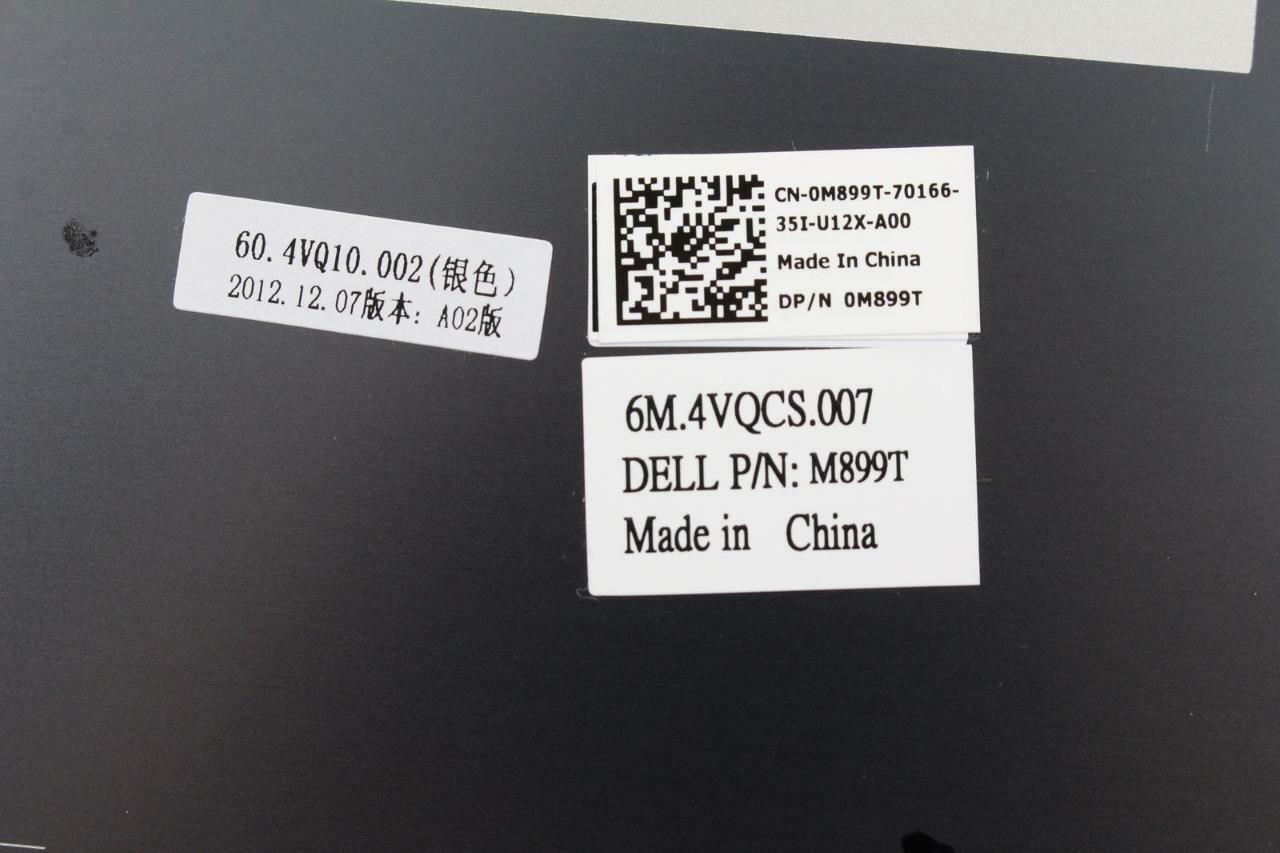 60.4VQ10.002(银色)
2012.12.07版本: A02版
CN-0M899T-70166-
35I-U12X-A00
Made In China
DP/N 0M899T
6M.4VQCS.007
DELL P/N: M899T
Made in China